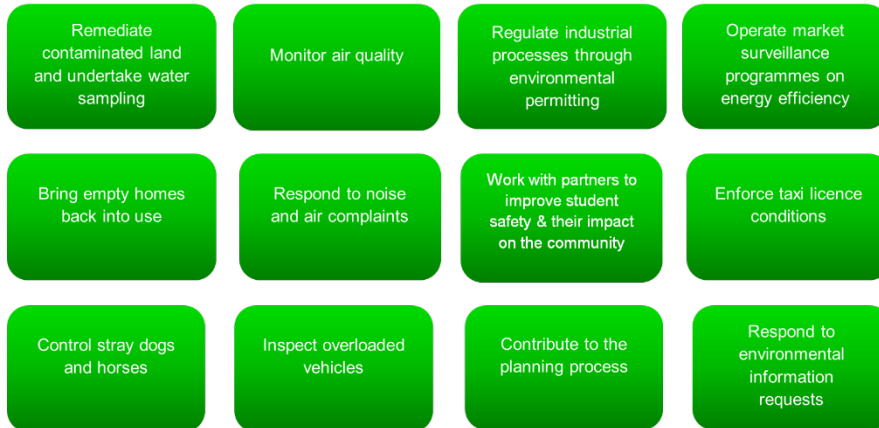 Remediate
contaminated land
and undertake water
sampling
Monitor air quality
Regulate industrial
processes through
environmental
permitting
Operate market
surveillance
programmes on
energy efficiency
Bring empty homes
back into use
Respond to noise
and air complaints
Work with partners to
improve student
safety & their impact
on the community
Enforce taxi licence
conditions
Control stray dogs
and horses
Inspect overloaded
vehicles
Contribute to the
planning process
Respond to
environmental
information
requests